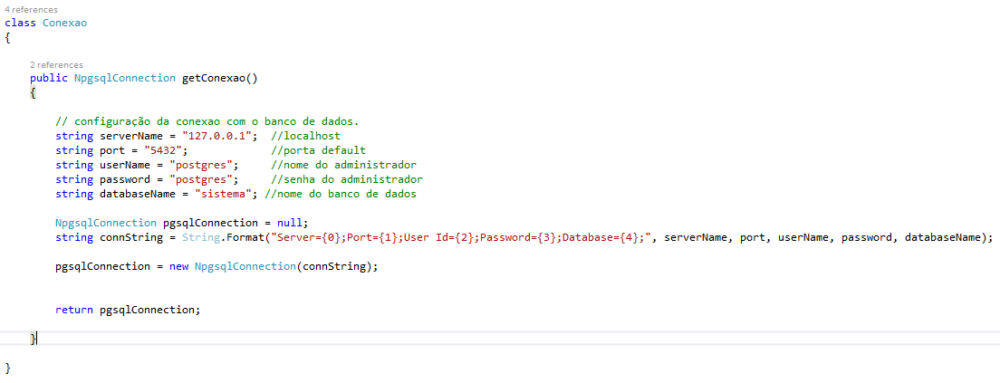 4 references
class Conexao
{
2 references
public NpgsqlConnection getConexao()
{
// configuração da conexao com o banco de dados.
string serverName = "127.0.0.1";  //localhost
string port = "5432";             //porta default
string userName = "postgres";     //nome do administrador
string password = "postgres";     //senha do administrador
string databaseName = "sistema"; //nome do banco de dados
NpgsqlConnection pgsqlConnection = null;
string connString = String.Format("Server={0};Port={1};User Id={2};Password={3};Database={4};", serverName, port, userName, password, databaseName);
pgsqlConnection = new NpgsqlConnection(connString);
return pgsqlConnection;
}
}